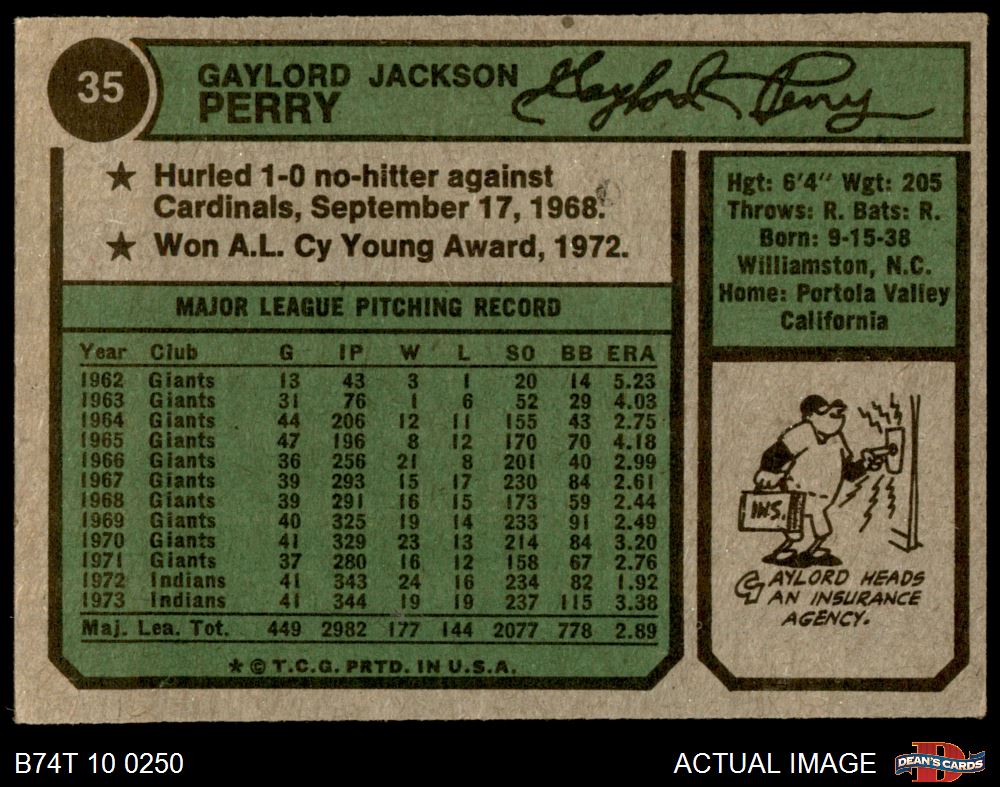 35
GAYLORD JACKSON
PERRY
Gaylord Perry
★ Hurled 1-0 no-hitter against
Cardinals, September 17, 1968.
★ Won A.L. Cy Young Award, 1972.
MAJOR LEAGUE PITCHING RECORD
Year Club G IP W L SO BB ERA
1962 Giants 13 43 3 1 20 14 5.23
1963 Giants 31 76 1 6 52 29 4.03
1964 Giants 44 206 12 11 155 43 2.75
1965 Giants 47 196 8 12 170 70 4.18
1966 Giants 36 256 21 8 201 40 2.99
1967 Giants 39 293 15 17 230 84 2.61
1968 Giants 39 291 16 15 173 59 2.44
1969 Giants 40 325 19 14 233 91 2.49
1970 Giants 41 329 23 13 214 84 3.20
1971 Giants 37 280 16 12 158 67 2.76
1972 Indians 41 343 24 16 234 82 1.92
1973 Indians 41 344 19 19 237 115 3.38
Maj. Lea. Tot. 449 2982 177 144 2077 778 2.89
★ © T.C.G. PRTD. IN U.S.A.
Hgt: 6'4" Wgt: 205
Throws: R. Bats: R.
Born: 9-15-38
Williamston, N.C.
Home: Portola Valley
California
INS.
GAYLORD HEADS
AN INSURANCE
AGENCY.
B74T 10 0250
ACTUAL IMAGE
B
DEAN'S CARDS